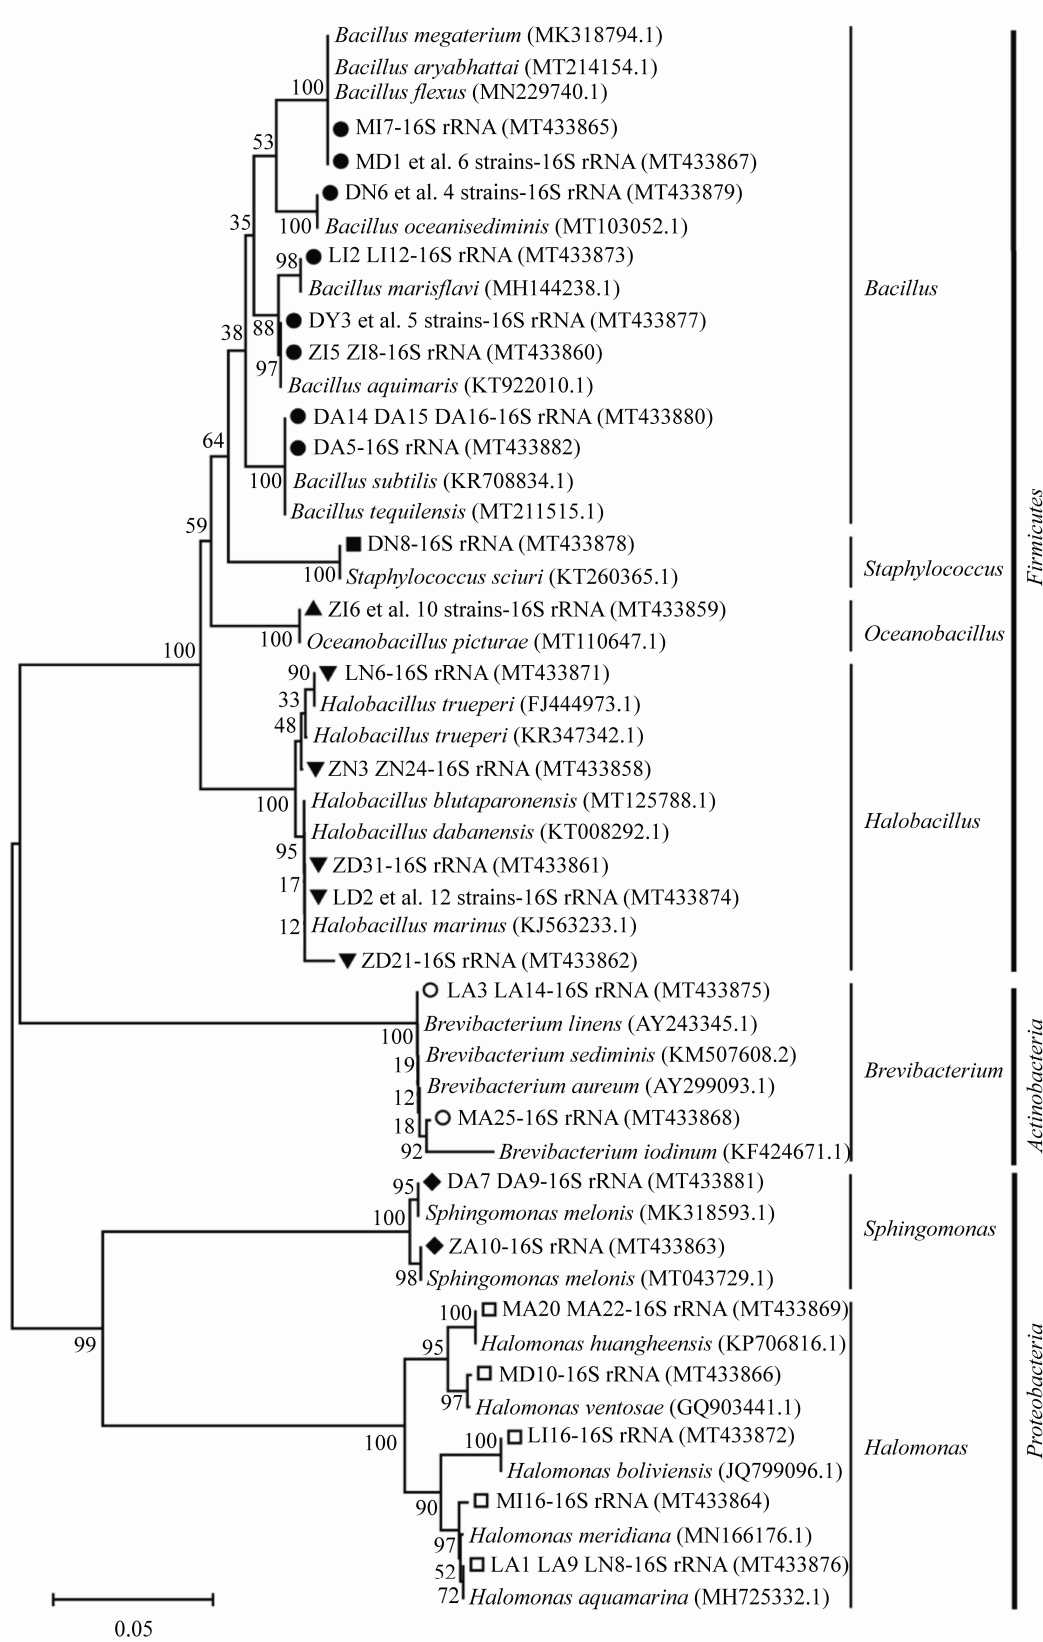 Bacillus megaterium (MK318794.1)
Bacillus aryabhattai (MT214154.1)
100
Bacillus flexus (MN229740.1)
MI7-16S rRNA (MT433865)
53
MD1 et al. 6 strains-16S rRNA (MT433867)
DN6 et al. 4 strains-16S rRNA (MT433879)
35
100
Bacillus oceanisediminis (MT103052.1)
98
LI2 LI12-16S rRNA (MT433873)
Bacillus marisflavi (MH144238.1)
Bacillus
38
88
DY3 et al. 5 strains-16S rRNA (MT433877)
ZI5 ZI8-16S rRNA (MT433860)
97
Bacillus aquimaris (KT922010.1)
DA14 DA15 DA16-16S rRNA (MT433880)
64
DA5-16S rRNA (MT433882)
100
Bacillus subtilis (KR708834.1)
Bacillus tequilensis (MT211515.1)
59
DN8-16S rRNA (MT433878)
100
Staphylococcus sciuri (KT260365.1)
Staphylococcus
Firmicutes
ZI6 et al. 10 strains-16S rRNA (MT433859)
100
Oceanobacillus picturae (MT110647.1)
Oceanobacillus
100
90
LN6-16S rRNA (MT433871)
33
Halobacillus trueperi (FJ444973.1)
48
Halobacillus trueperi (KR347342.1)
ZN3 ZN24-16S rRNA (MT433858)
100
Halobacillus blutaparonensis (MT125788.1)
Halobacillus dabanensis (KT008292.1)
Halobacillus
95
ZD31-16S rRNA (MT433861)
17
LD2 et al. 12 strains-16S rRNA (MT433874)
12
Halobacillus marinus (KJ563233.1)
ZD21-16S rRNA (MT433862)
LA3 LA14-16S rRNA (MT433875)
100
Brevibacterium linens (AY243345.1)
19
Brevibacterium sediminis (KM507608.2)
Brevibacterium
Actinobacteria
12
Brevibacterium aureum (AY299093.1)
18
MA25-16S rRNA (MT433868)
92
Brevibacterium iodinum (KF424671.1)
95
DA7 DA9-16S rRNA (MT433881)
100
Sphingomonas melonis (MK318593.1)
Sphingomonas
ZA10-16S rRNA (MT433863)
98
Sphingomonas melonis (MT043729.1)
100
MA20 MA22-16S rRNA (MT433869)
99
95
Halomonas huangheensis (KP706816.1)
MD10-16S rRNA (MT433866)
97
Halomonas ventosae (GQ903441.1)
Proteobacteria
100
100
LI16-16S rRNA (MT433872)
Halomonas
Halomonas boliviensis (JQ799096.1)
90
MI16-16S rRNA (MT433864)
97
Halomonas meridiana (MN166176.1)
52
LA1 LA9 LN8-16S rRNA (MT433876)
72
Halomonas aquamarina (MH725332.1)
0.05